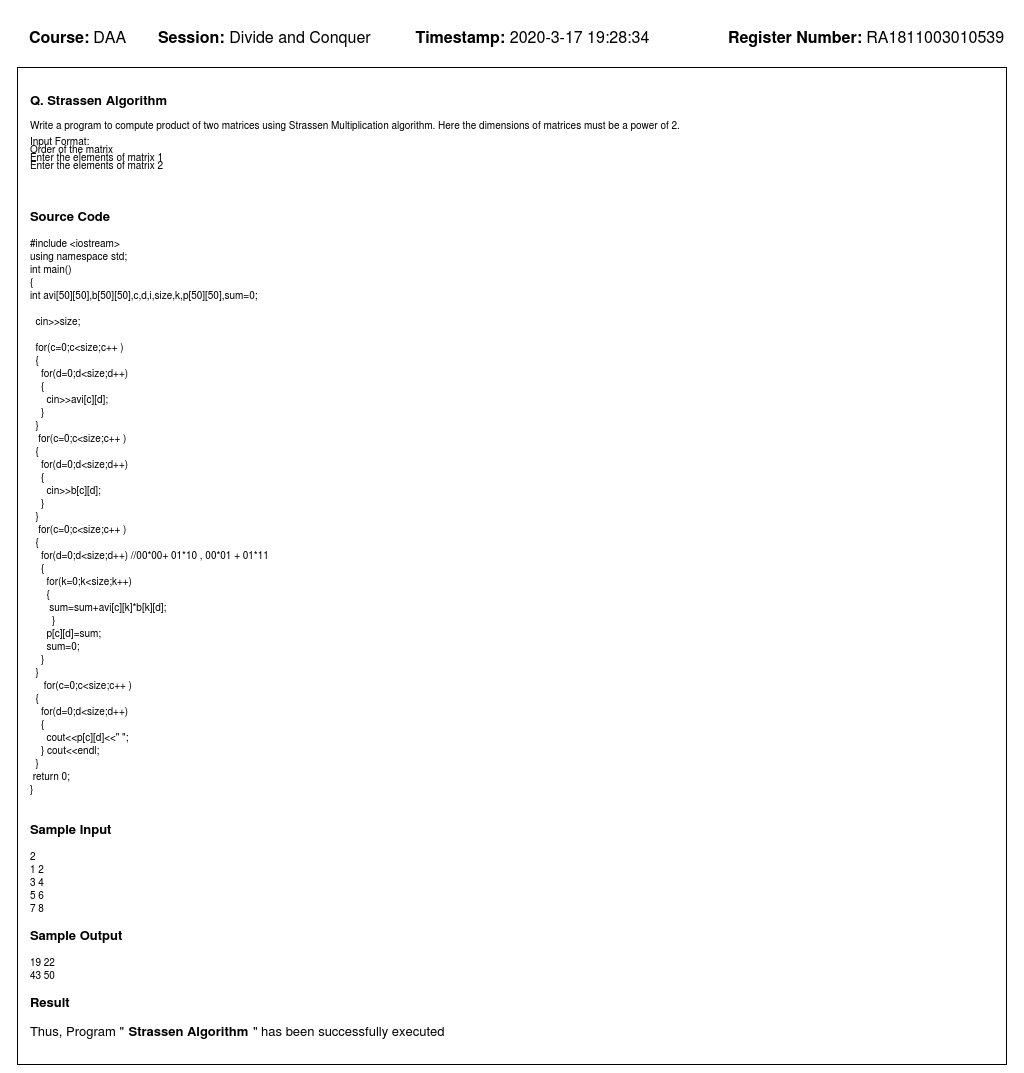 Course: DAA Session: Divide and Conquer Timestamp: 2020-3-17 19:28:34 Register Number: RA1811003010539
Q. Strassen Algorithm
Write a program to compute product of two matrices using Strassen Multiplication algorithm. Here the dimensions of matrices must be a power of 2.
Input Format:
Order of the matrix
Enter the elements of matrix 1
Enter the elements of matrix 2
Source Code
#include <iostream>
using namespace std;
int main()
{
int avi[50][50],b[50][50],c,d,i,size,k,p[50][50],sum=0;
cin>>size;
for(c=0;c<size;c++ )
{
for(d=0;d<size;d++)
{
cin>>avi[c][d];
}
}
for(c=0;c<size;c++ )
{
for(d=0;d<size;d++)
{
cin>>b[c][d];
}
}
for(c=0;c<size;c++ )
{
for(d=0;d<size;d++) //00*00+ 01*10 , 00*01 + 01*11
{
for(k=0;k<size;k++)
{
sum=sum+avi[c][k]*b[k][d];
}
p[c][d]=sum;
sum=0;
}
}
for(c=0;c<size;c++ )
{
for(d=0;d<size;d++)
{
cout<<p[c][d]<<" ";
} cout<<endl;
}
return 0;
}
Sample Input
2
1 2
3 4
5 6
7 8
Sample Output
19 22
43 50
Result
Thus, Program " Strassen Algorithm " has been successfully executed